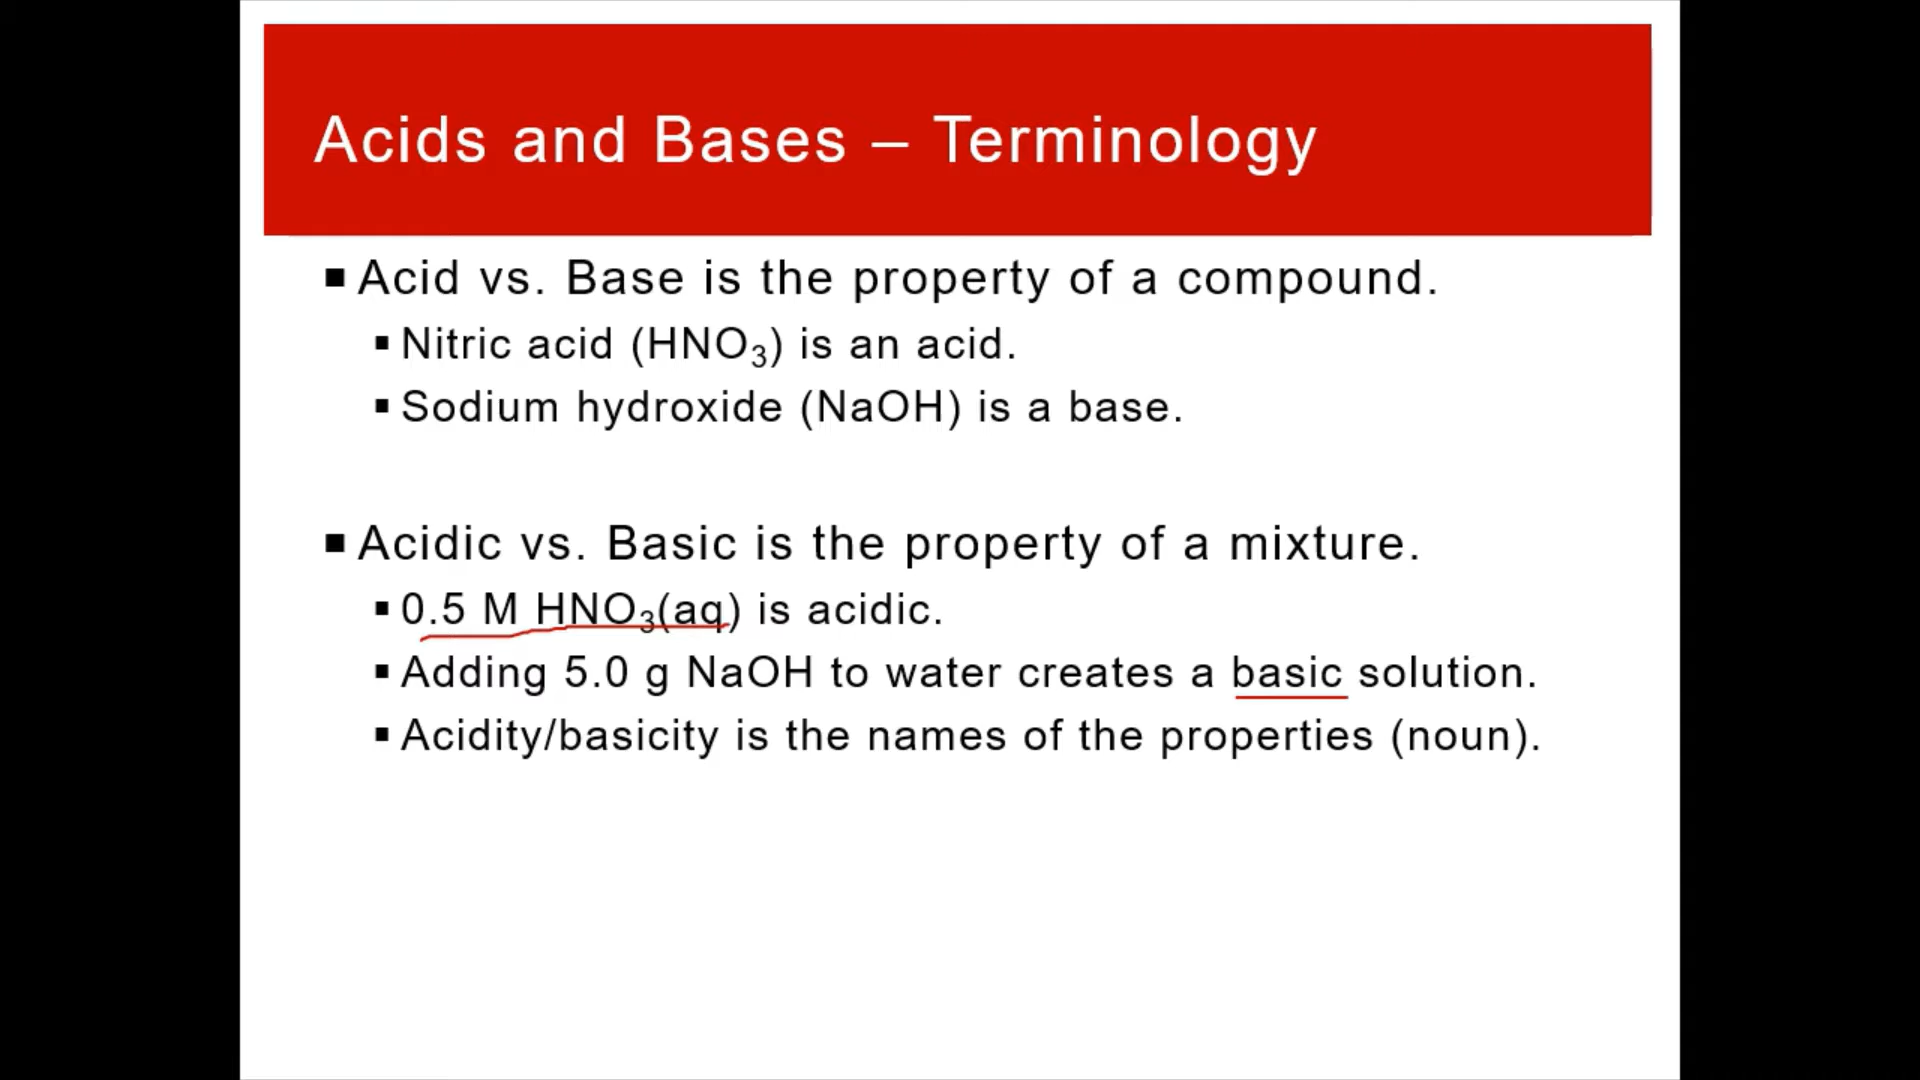 Acids and Bases – Terminology
▪ Acid vs. Base is the property of a compound.
▪ Nitric acid (HNO₃) is an acid.
▪ Sodium hydroxide (NaOH) is a base.
▪ Acidic vs. Basic is the property of a mixture.
▪ 0.5 M HNO₃(aq) is acidic.
▪ Adding 5.0 g NaOH to water creates a basic solution.
▪ Acidity/basicity is the names of the properties (noun).